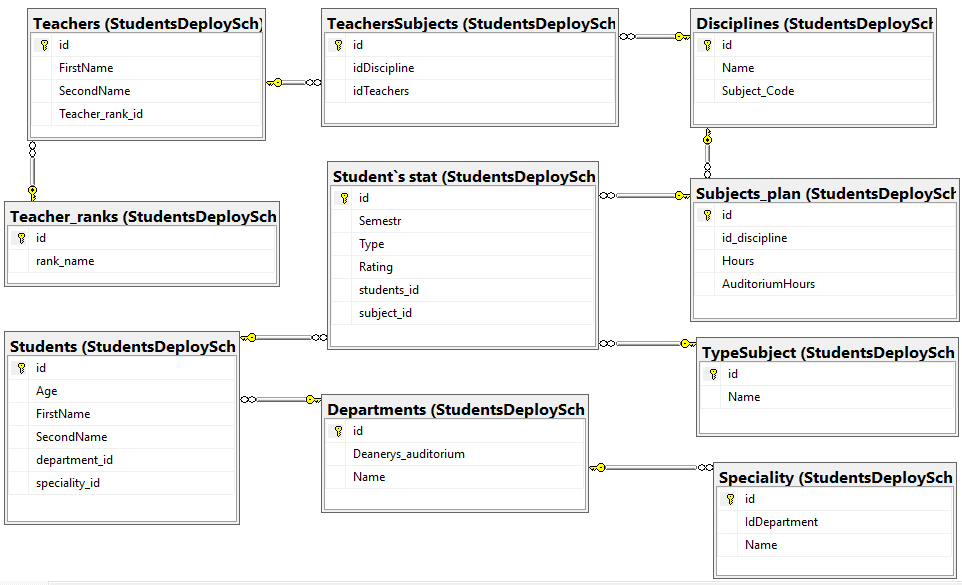 Teachers (StudentsDeploySch)
id
FirstName
SecondName
Teacher_rank_id
TeachersSubjects (StudentsDeploySch
id
idDiscipline
idTeachers
Disciplines (StudentsDeploySch
id
Name
Subject_Code
Teacher_ranks (StudentsDeploySch
id
rank_name
Student`s stat (StudentsDeploySch
id
Semestr
Type
Rating
students_id
subject_id
Subjects_plan (StudentsDeploySch
id
id_discipline
Hours
AuditoriumHours
Students (StudentsDeploySch
id
Age
FirstName
SecondName
department_id
speciality_id
Departments (StudentsDeploySch
id
Deanerys_auditorium
Name
TypeSubject (StudentsDeploySch
id
Name
Speciality (StudentsDeploySch
id
IdDepartment
Name